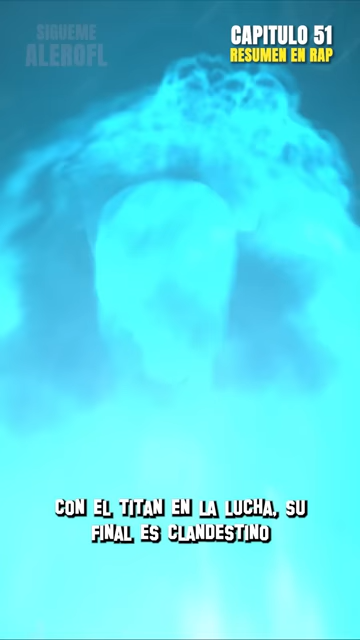 SIGUEME
ALEROFL
CAPITULO 51
RESUMEN EN RAP
CON EL TITAN EN LA LUCHA, SU
FINAL ES CLANDESTINO